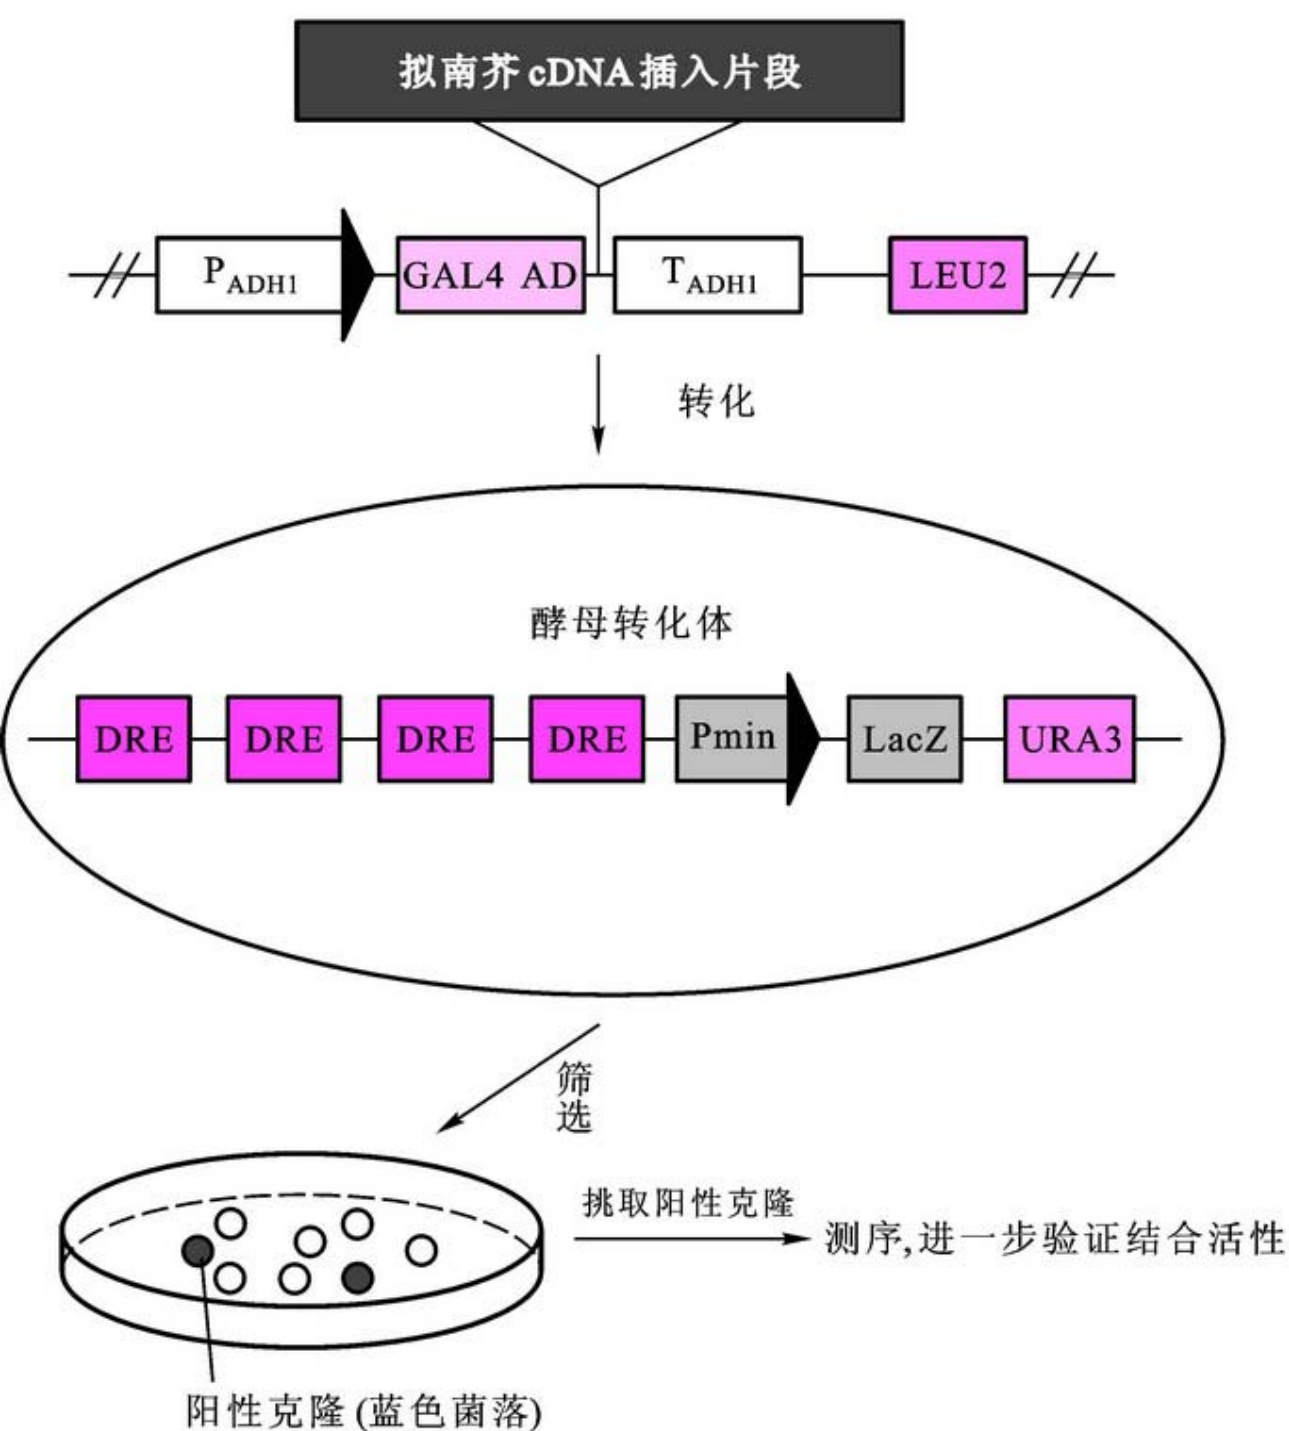 拟南芥cDNA插入片段
PADH1 GAL4 AD TADH1 LEU2
转化
酵母转化体
DRE DRE DRE DRE Pmin LacZ URA3
筛选
挑取阳性克隆
测序,进一步验证结合活性
阳性克隆(蓝色菌落)